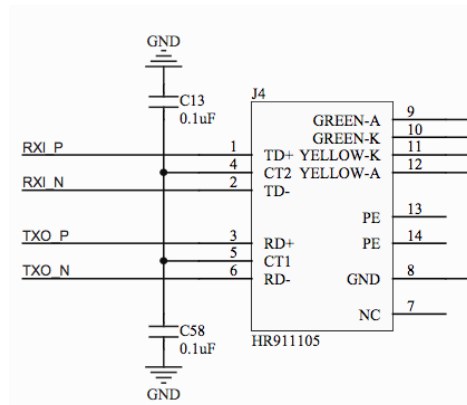 GND
C13
0.1uF
J4
GREEN-A 9
GREEN-K 10
RXI_P 1 TD+ YELLOW-K 11
4 CT2 YELLOW-A 12
RXI_N 2 TD-
PE 13
TXO_P 3 RD+ PE 14
5 CT1
TXO_N 6 RD- GND 8
NC 7
C58
0.1uF
HR911105
GND